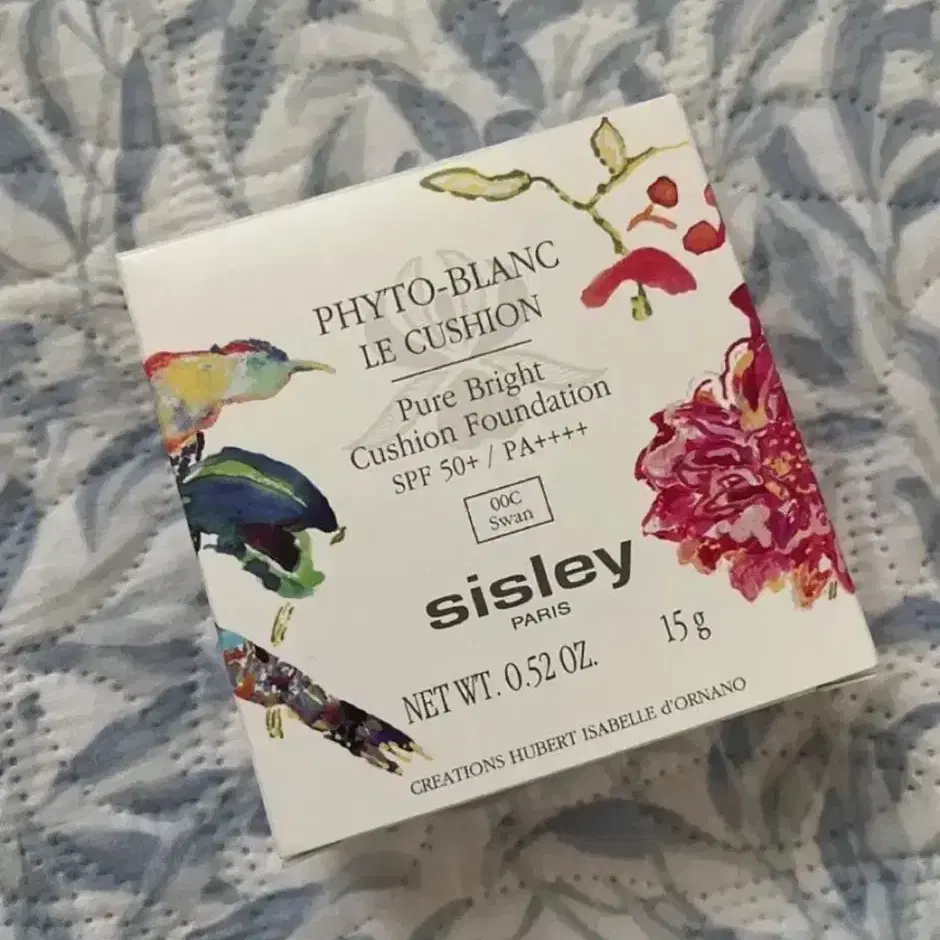 PHYTO-BLANC
LE CUSHION
Pure Bright
Cushion Foundation
SPF 50+ / PA++++
00C
Swan
sisley
PARIS
NET WT. 0.52 OZ. 15 g
CREATIONS HUBERT ISABELLE d'ORNANO